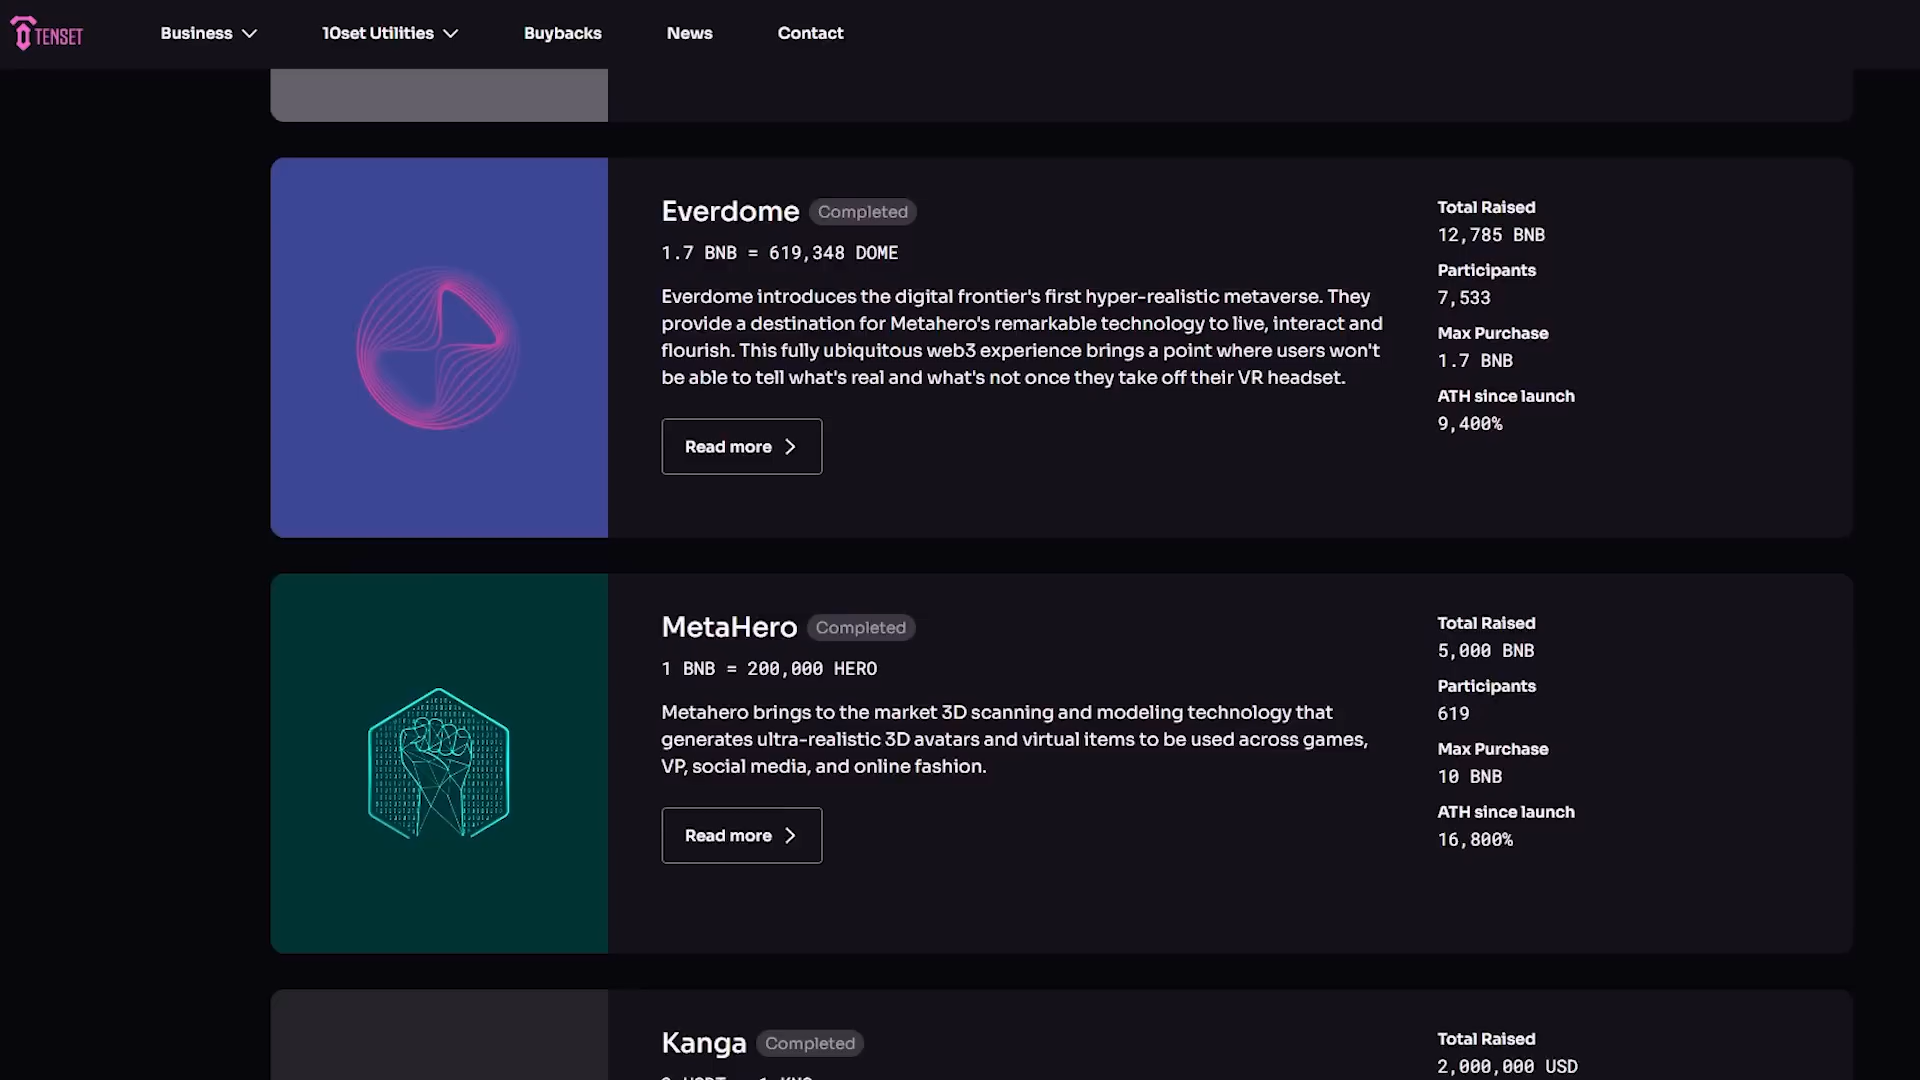 TENSET
Business
10set Utilities
Buybacks
News
Contact
Everdome
Completed
1.7 BNB = 619,348 DOME
Everdome introduces the digital frontier's first hyper-realistic metaverse. They
provide a destination for Metahero's remarkable technology to live, interact and
flourish. This fully ubiquitous web3 experience brings a point where users won't
be able to tell what's real and what's not once they take off their VR headset.
Read more
Total Raised
12,785 BNB
Participants
7,533
Max Purchase
1.7 BNB
ATH since launch
9,400%
MetaHero
Completed
1 BNB = 200,000 HERO
Metahero brings to the market 3D scanning and modeling technology that
generates ultra-realistic 3D avatars and virtual items to be used across games,
VP, social media, and online fashion.
Read more
Total Raised
5,000 BNB
Participants
619
Max Purchase
10 BNB
ATH since launch
16,800%
Kanga
Completed
Total Raised
2,000,000 USD